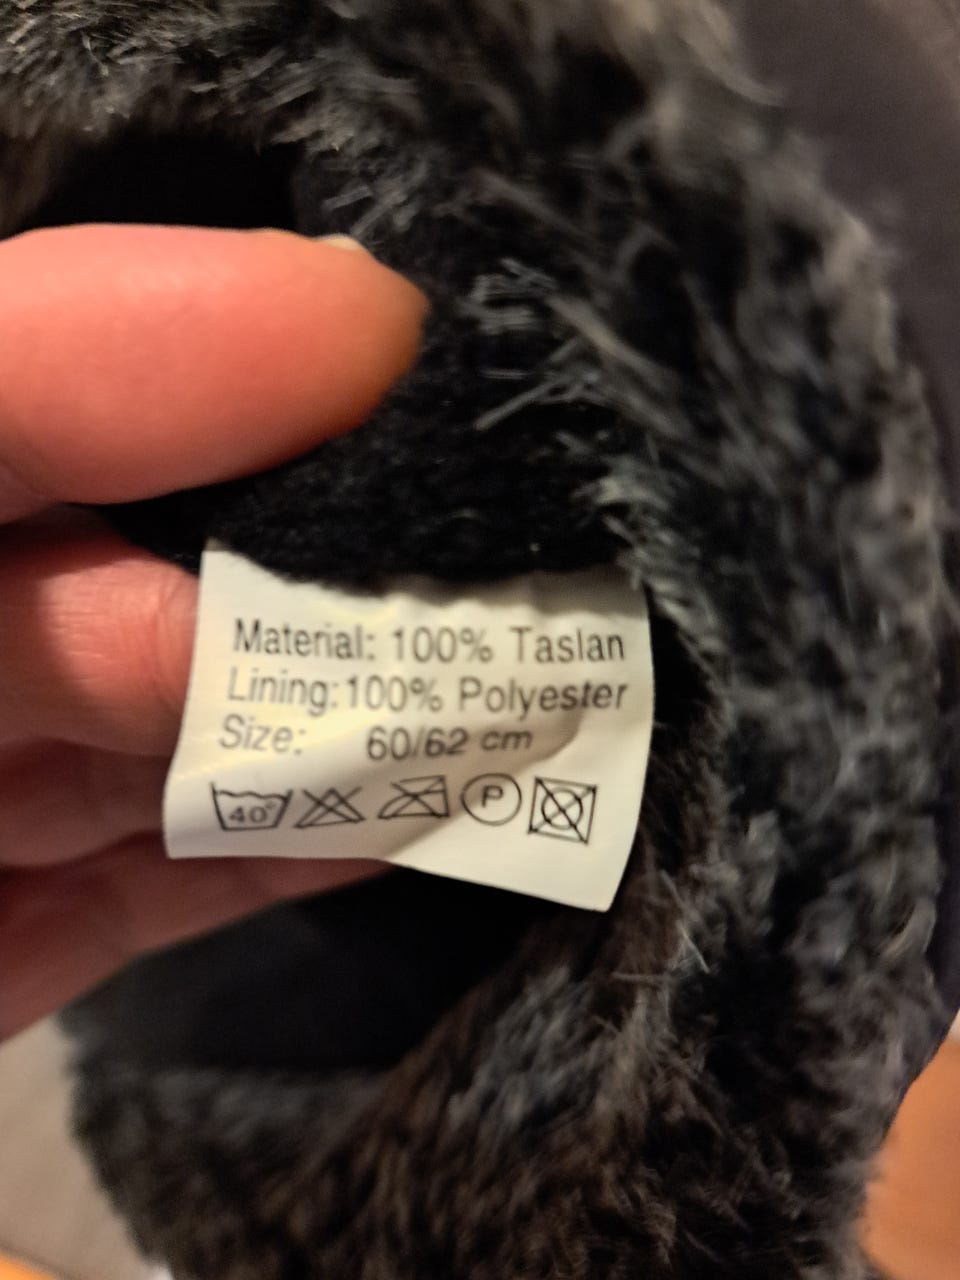 Material: 100% Taslan
Lining: 100% Polyester
Size: 60/62 cm
40° P